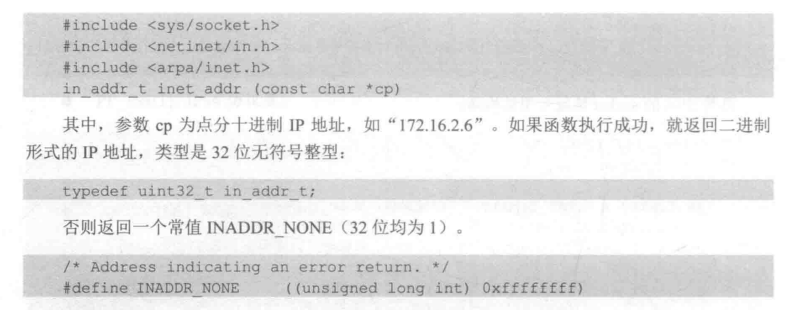 #include <sys/socket.h>
#include <netinet/in.h>
#include <arpa/inet.h>
in_addr_t inet_addr (const char *cp)
其中，参数 cp 为点分十进制 IP 地址，如“172.16.2.6”。如果函数执行成功，就返回二进制
形式的 IP 地址，类型是 32 位无符号整型：
typedef uint32_t in_addr_t;
否则返回一个常值 INADDR_NONE（32 位均为 1）。
/* Address indicating an error return. */
#define INADDR_NONE ((unsigned long int) 0xffffffff)